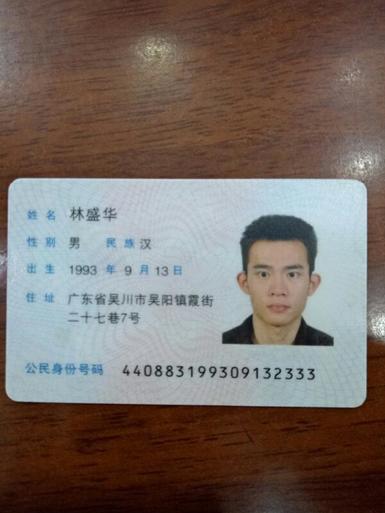 姓名 林盛华
性别 男 民族 汉
出生 1993 年 9 月 13 日
住址 广东省吴川市吴阳镇霞街
二十七巷7号
公民身份号码 440883199309132333